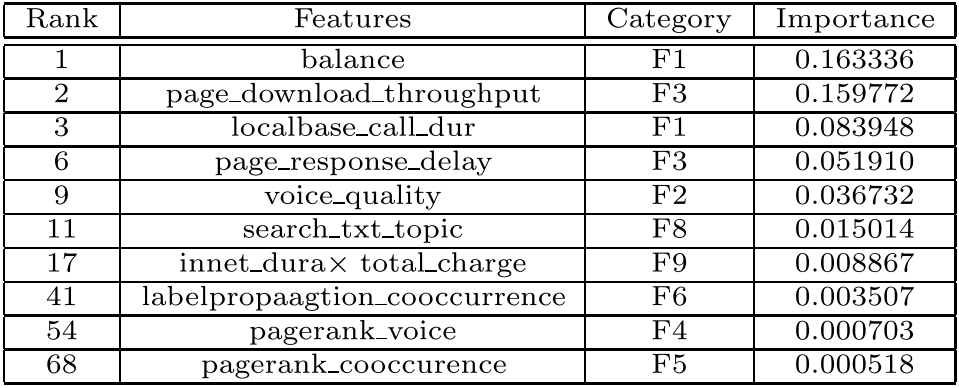 Rank Features Category Importance
1 balance F1 0.163336
2 page_download_throughput F3 0.159772
3 localbase_call_dur F1 0.083948
6 page_response_delay F3 0.051910
9 voice_quality F2 0.036732
11 search_txt_topic F8 0.015014
17 innet_dura× total_charge F9 0.008867
41 labelpropaagtion_cooccurrence F6 0.003507
54 pagerank_voice F4 0.000703
68 pagerank_cooccurence F5 0.000518